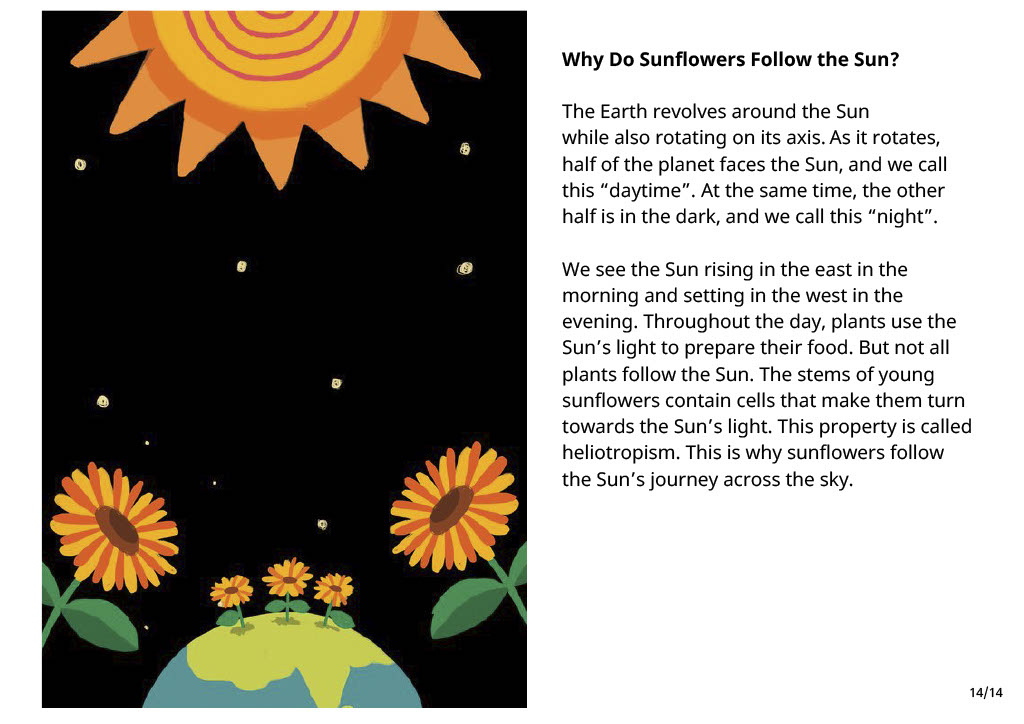 Why Do Sunflowers Follow the Sun?
The Earth revolves around the Sun
while also rotating on its axis. As it rotates,
half of the planet faces the Sun, and we call
this “daytime”. At the same time, the other
half is in the dark, and we call this “night”.
We see the Sun rising in the east in the
morning and setting in the west in the
evening. Throughout the day, plants use the
Sun’s light to prepare their food. But not all
plants follow the Sun. The stems of young
sunflowers contain cells that make them turn
towards the Sun’s light. This property is called
heliotropism. This is why sunflowers follow
the Sun’s journey across the sky.
14/14